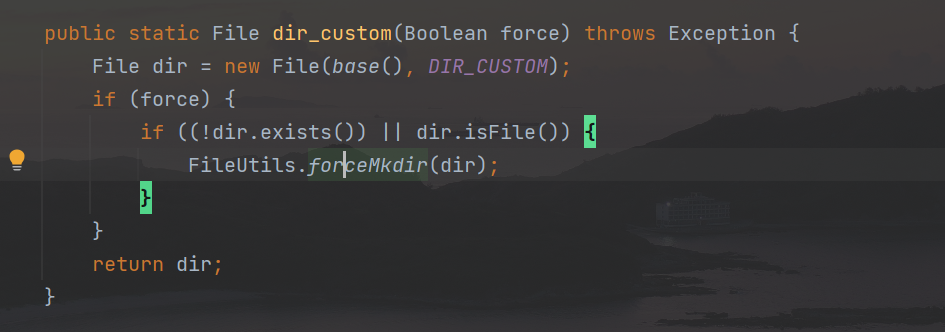 public static File dir_custom(Boolean force) throws Exception {
    File dir = new File(base(), DIR_CUSTOM);
    if (force) {
        if ((!dir.exists()) || dir.isFile()) {
            FileUtils.forceMkdir(dir);
        }
    }
    return dir;
}